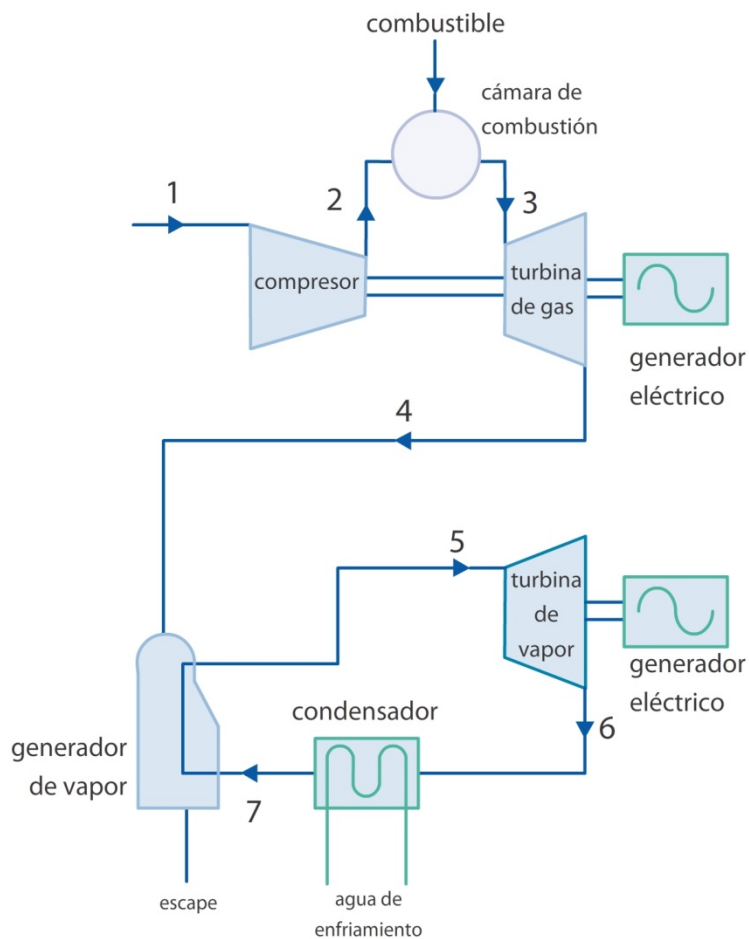 combustible
cámara de
combustión
1
2
3
compresor
turbina
de gas
generador
eléctrico
4
5
turbina
de
vapor
generador
eléctrico
condensador
6
generador
de vapor
7
escape
agua de
enfriamiento